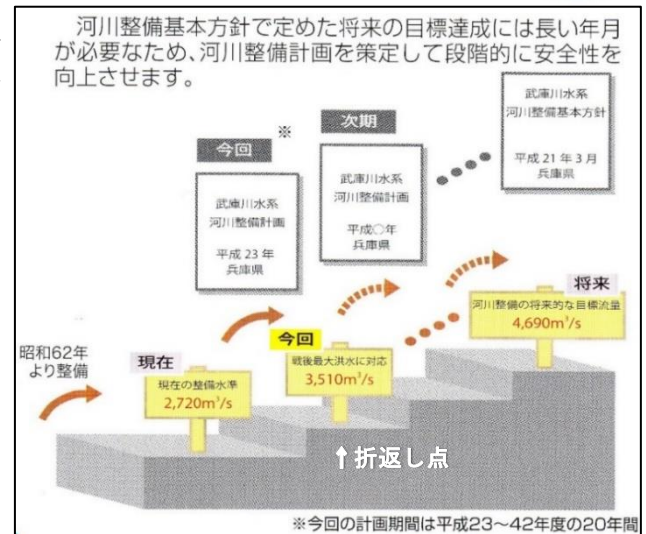 河川整備基本方針で定めた将来の目標達成には長い年月
が必要なため、河川整備計画を策定して段階的に安全性を
向上させます。
今回
※
次期
武庫川水系
河川整備計画
平成23年
兵庫県
武庫川水系
河川整備計画
平成○年
兵庫県
武庫川水系
河川整備基本方針
平成21年3月
兵庫県
昭和62年
より整備
現在
現在の整備水準
2,720m³/s
今回
戦後最大洪水に対応
3,510m³/s
将来
河川整備の将来的な目標流量
4,690m³/s
↑折返し点
※今回の計画期間は平成23~42年度の20年間